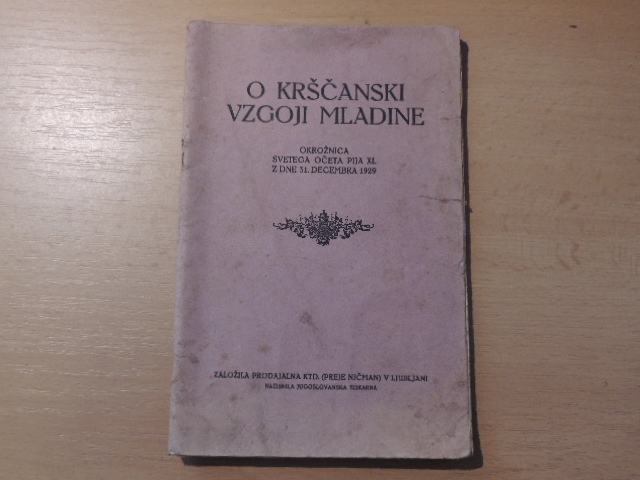 O KRŠČANSKI
VZGOJI MLADINE
OKROŽNICA
SVETEGA OČETA PIJA XI.
Z DNE 31. DECEMBRA 1929
ZALOŽILA PRODAJALNA KTD. (PREJE NIČMAN) V LJUBLJANI
NATISNILA JUGOSLOVANSKA TISKARNA